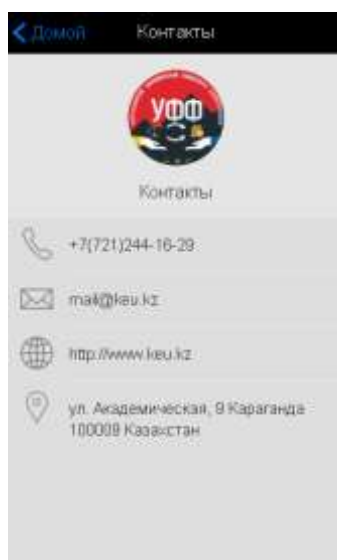 Домой
Контакты
УФФ
Контакты
+7(721)244-16-29
mail@keu.kz
http://www.keu.kz
ул. Академическая, 9 Караганда
100009 Казахстан